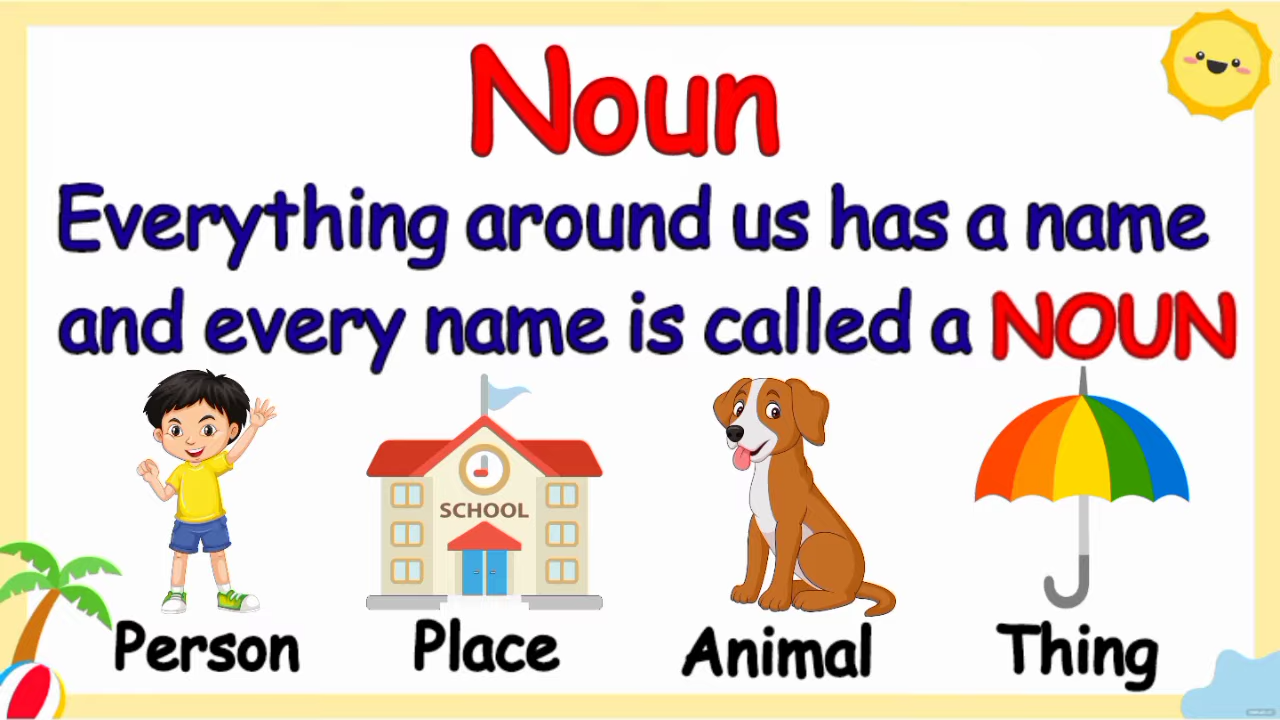 Noun
Everything around us has a name
and every name is called a NOUN
SCHOOL
Person
Place
Animal
Thing